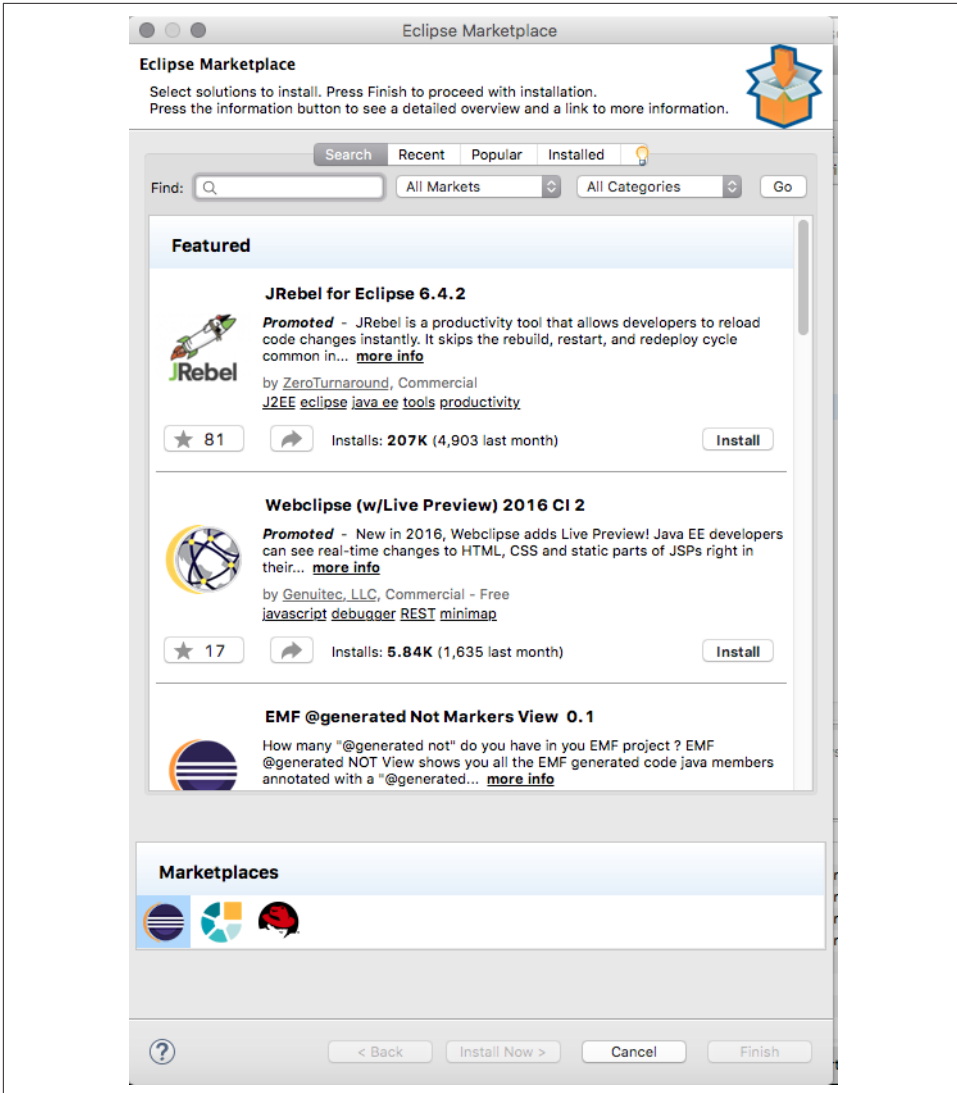 Eclipse Marketplace
Eclipse Marketplace
Select solutions to install. Press Finish to proceed with installation.
Press the information button to see a detailed overview and a link to more information.
Search Recent Popular Installed
Find: All Markets All Categories Go
Featured
JRebel for Eclipse 6.4.2
Promoted - JRebel is a productivity tool that allows developers to reload
code changes instantly. It skips the rebuild, restart, and redeploy cycle
common in... more info
JRebel
by ZeroTurnaround, Commercial
J2EE eclipse java ee tools productivity
81 Installs: 207K (4,903 last month) Install
Webclipse (w/Live Preview) 2016 CI 2
Promoted - New in 2016, Webclipse adds Live Preview! Java EE developers
can see real-time changes to HTML, CSS and static parts of JSPs right in
their... more info
by Genuitec, LLC, Commercial - Free
javascript debugger REST minimap
17 Installs: 5.84K (1,635 last month) Install
EMF @generated Not Markers View 0.1
How many "@generated not" do you have in you EMF project ? EMF
@generated NOT View shows you all the EMF generated code java members
annotated with a "@generated... more info
Marketplaces
? < Back Install Now > Cancel Finish